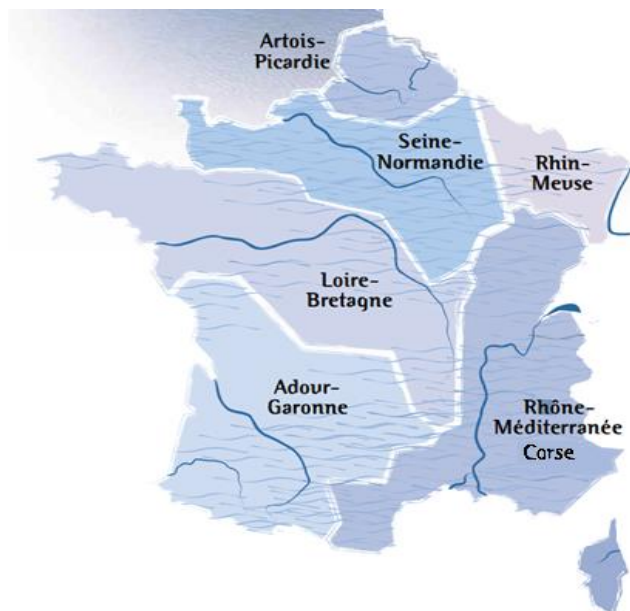 Artois-
Picardie
Seine-
Normandie
Rhin-
Meuse
Loire-
Bretagne
Adour-
Garonne
Rhône-
Méditerranée
Corse